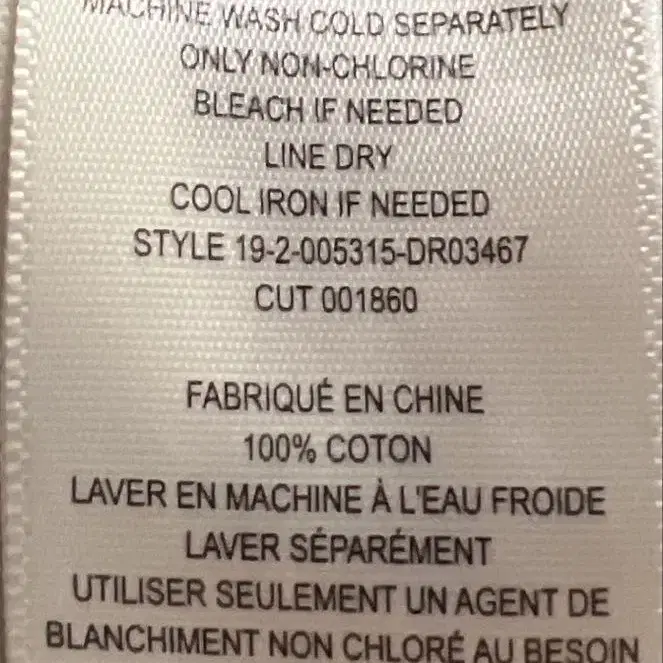 MACHINE WASH COLD SEPARATELY
ONLY NON-CHLORINE
BLEACH IF NEEDED
LINE DRY
COOL IRON IF NEEDED
STYLE 19-2-005315-DR03467
CUT 001860
FABRIQUÉ EN CHINE
100% COTON
LAVER EN MACHINE À L'EAU FROIDE
LAVER SÉPARÉMENT
UTILISER SEULEMENT UN AGENT DE
BLANCHIMENT NON CHLORÉ AU BESOIN